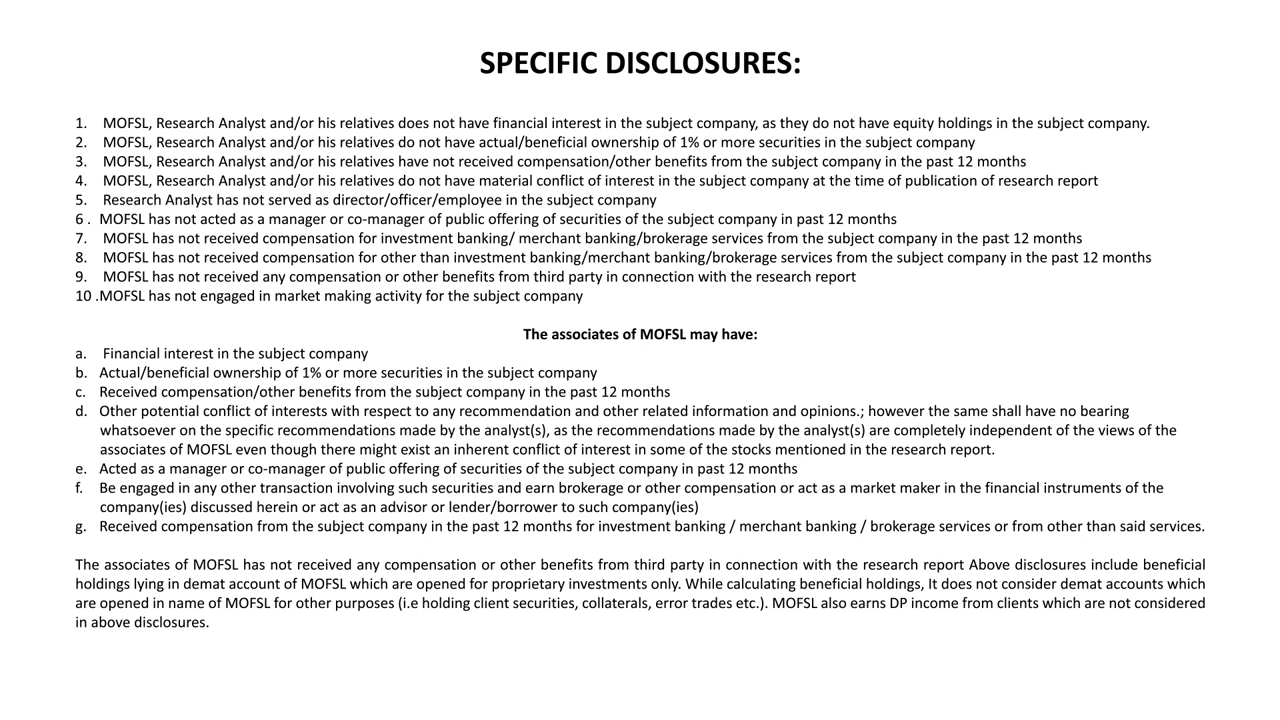 SPECIFIC DISCLOSURES:
1. MOFSL, Research Analyst and/or his relatives does not have financial interest in the subject company, as they do not have equity holdings in the subject company.
2. MOFSL, Research Analyst and/or his relatives do not have actual/beneficial ownership of 1% or more securities in the subject company
3. MOFSL, Research Analyst and/or his relatives have not received compensation/other benefits from the subject company in the past 12 months
4. MOFSL, Research Analyst and/or his relatives do not have material conflict of interest in the subject company at the time of publication of research report
5. Research Analyst has not served as director/officer/employee in the subject company
6 . MOFSL has not acted as a manager or co-manager of public offering of securities of the subject company in past 12 months
7. MOFSL has not received compensation for investment banking/ merchant banking/brokerage services from the subject company in the past 12 months
8. MOFSL has not received compensation for other than investment banking/merchant banking/brokerage services from the subject company in the past 12 months
9. MOFSL has not received any compensation or other benefits from third party in connection with the research report
10 .MOFSL has not engaged in market making activity for the subject company
The associates of MOFSL may have:
a. Financial interest in the subject company
b. Actual/beneficial ownership of 1% or more securities in the subject company
c. Received compensation/other benefits from the subject company in the past 12 months
d. Other potential conflict of interests with respect to any recommendation and other related information and opinions.; however the same shall have no bearing
whatsoever on the specific recommendations made by the analyst(s), as the recommendations made by the analyst(s) are completely independent of the views of the
associates of MOFSL even though there might exist an inherent conflict of interest in some of the stocks mentioned in the research report.
e. Acted as a manager or co-manager of public offering of securities of the subject company in past 12 months
f. Be engaged in any other transaction involving such securities and earn brokerage or other compensation or act as a market maker in the financial instruments of the
company(ies) discussed herein or act as an advisor or lender/borrower to such company(ies)
g. Received compensation from the subject company in the past 12 months for investment banking / merchant banking / brokerage services or from other than said services.
The associates of MOFSL has not received any compensation or other benefits from third party in connection with the research report Above disclosures include beneficial
holdings lying in demat account of MOFSL which are opened for proprietary investments only. While calculating beneficial holdings, It does not consider demat accounts which
are opened in name of MOFSL for other purposes (i.e holding client securities, collaterals, error trades etc.). MOFSL also earns DP income from clients which are not considered
in above disclosures.